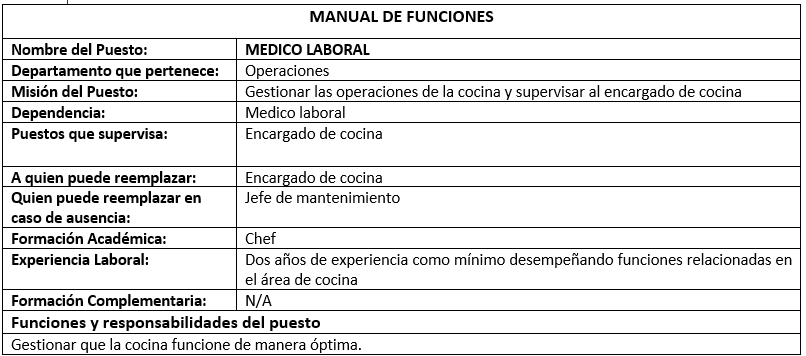 MANUAL DE FUNCIONES
Nombre del Puesto: MEDICO LABORAL
Departamento que pertenece: Operaciones
Misión del Puesto: Gestionar las operaciones de la cocina y supervisar al encargado de cocina
Dependencia: Medico laboral
Puestos que supervisa: Encargado de cocina
A quien puede reemplazar: Encargado de cocina
Quien puede reemplazar en caso de ausencia: Jefe de mantenimiento
Formación Académica: Chef
Experiencia Laboral: Dos años de experiencia como mínimo desempeñando funciones relacionadas en
el área de cocina
Formación Complementaria: N/A
Funciones y responsabilidades del puesto
Gestionar que la cocina funcione de manera óptima.